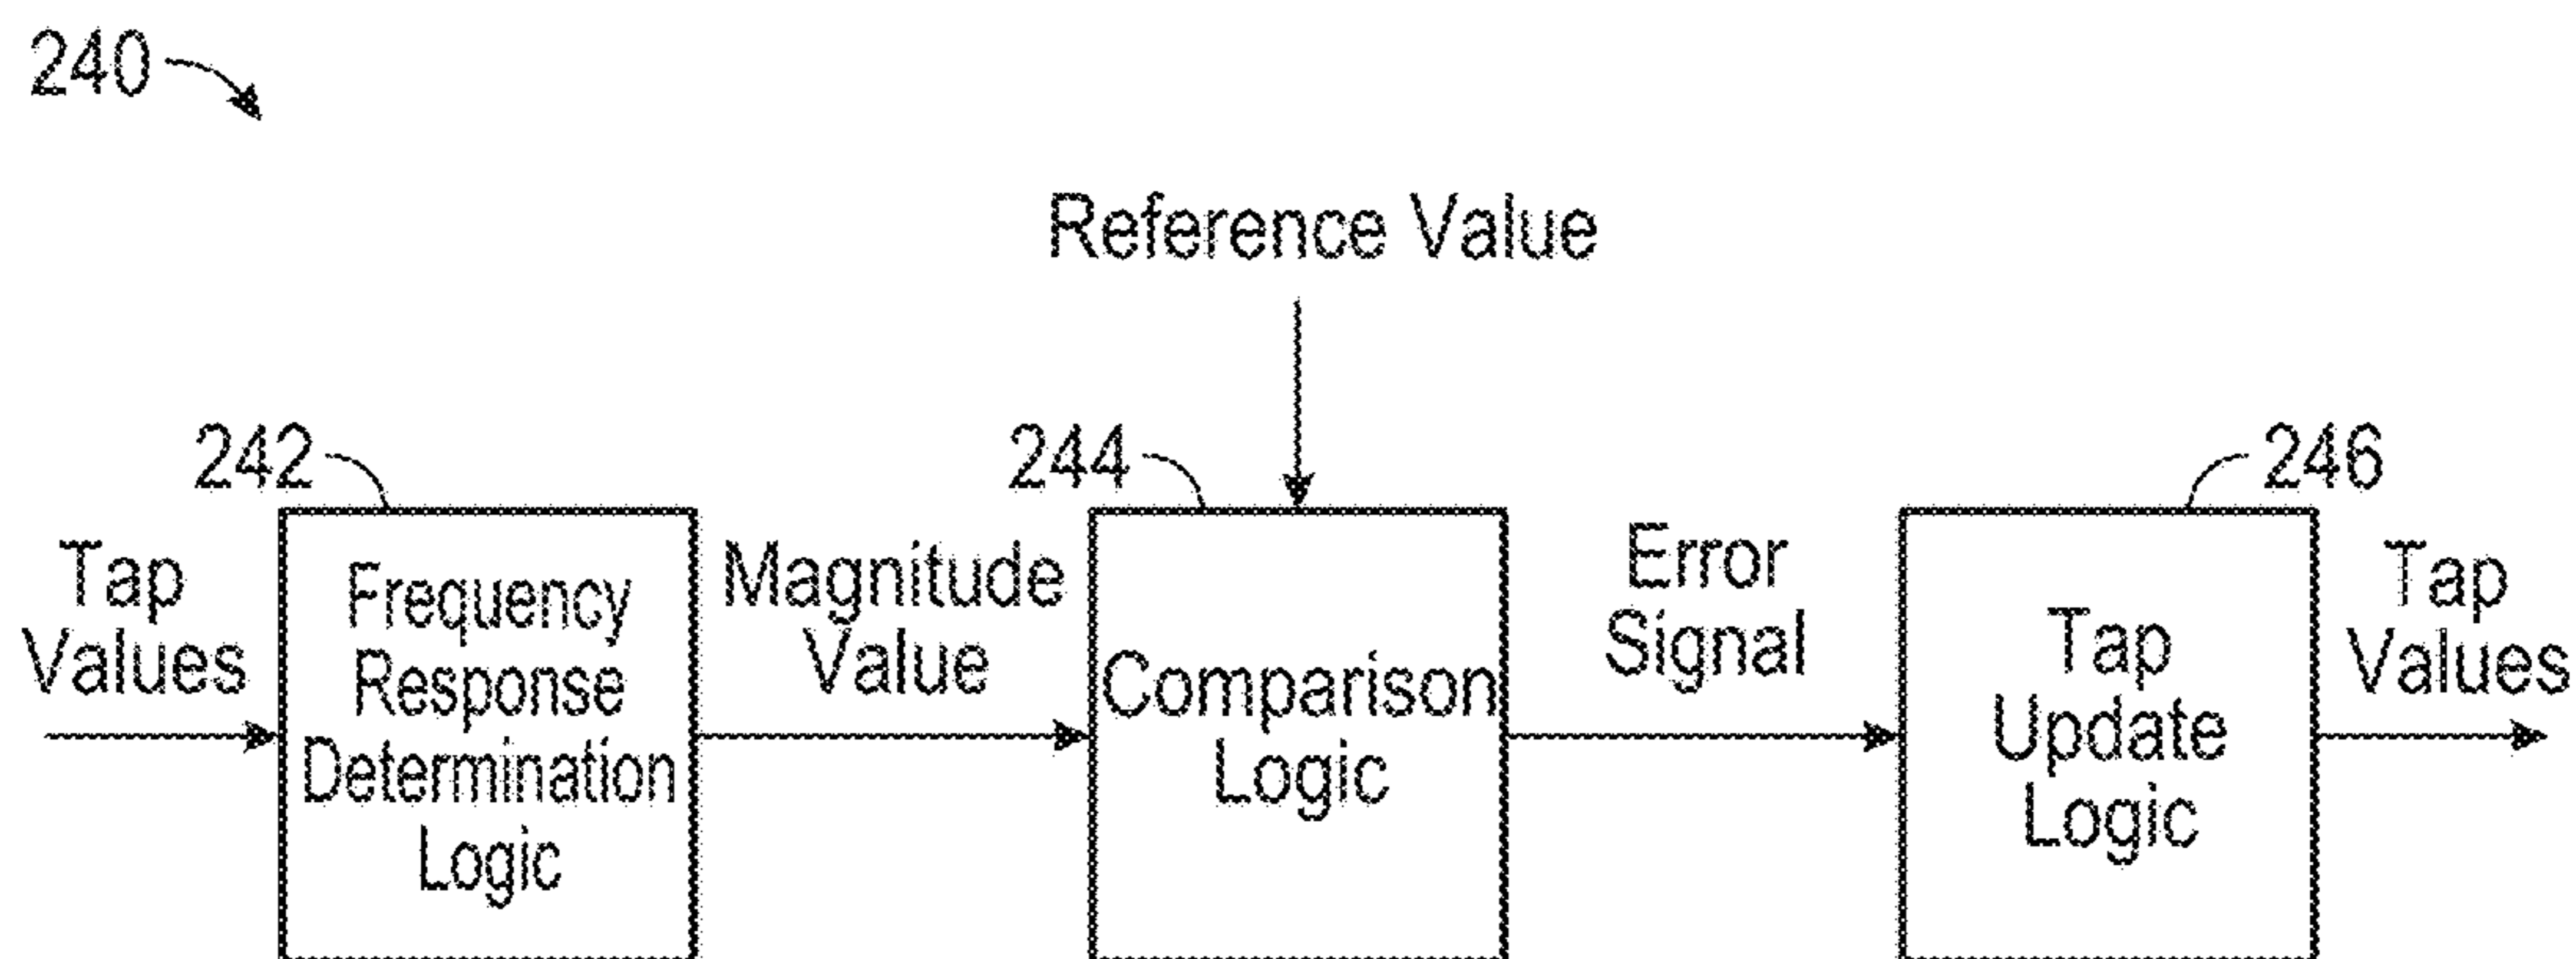 240
Reference Value
242
244
246
Tap
Values
Frequency
Response
Determination
Logic
Magnitude
Value
Comparison
Logic
Error
Signal
Tap
Update
Logic
Tap
Values